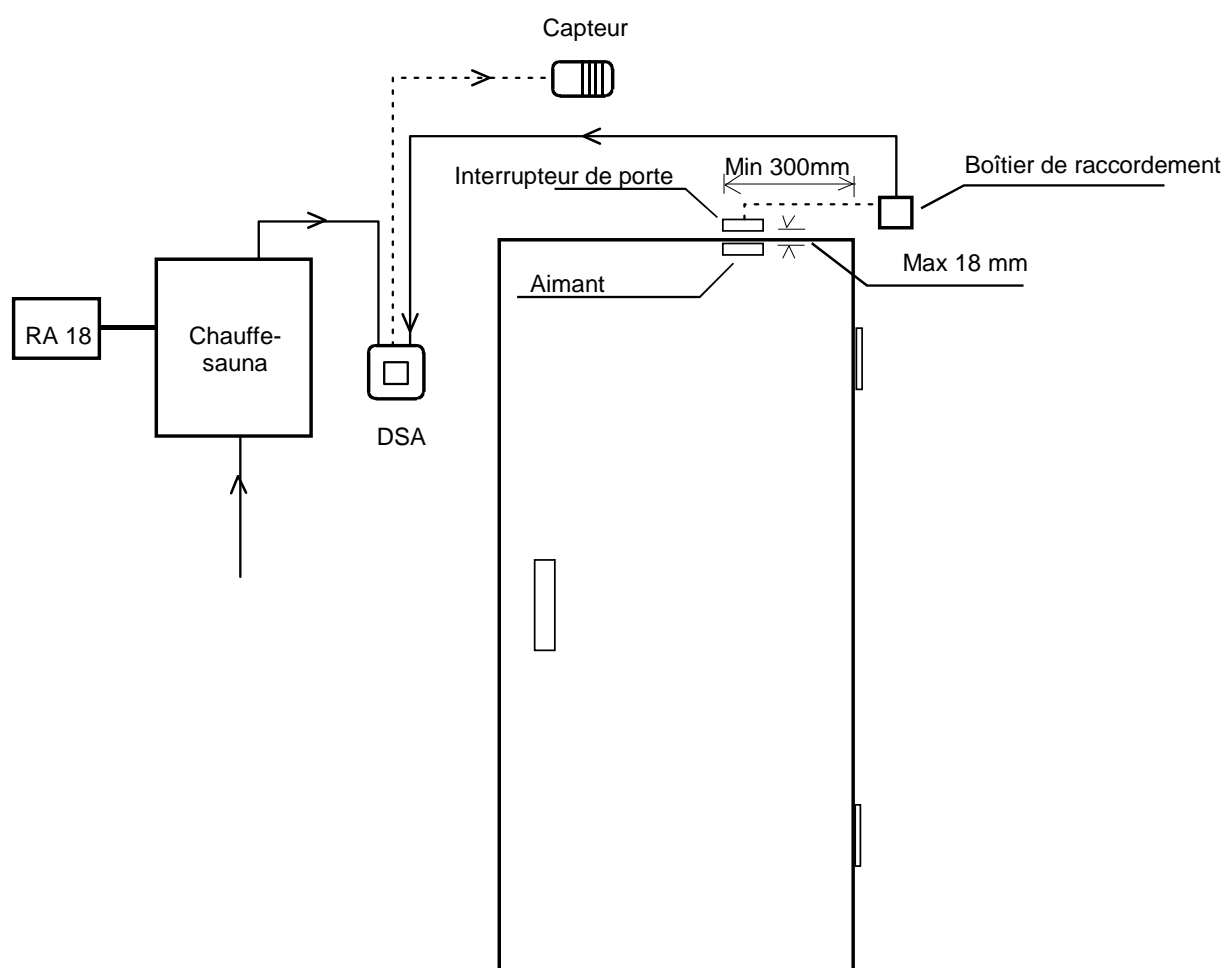 Capteur
Min 300mm
Boîtier de raccordement
Interrupteur de porte
Max 18 mm
Aimant
RA 18
Chauffe-
sauna
DSA